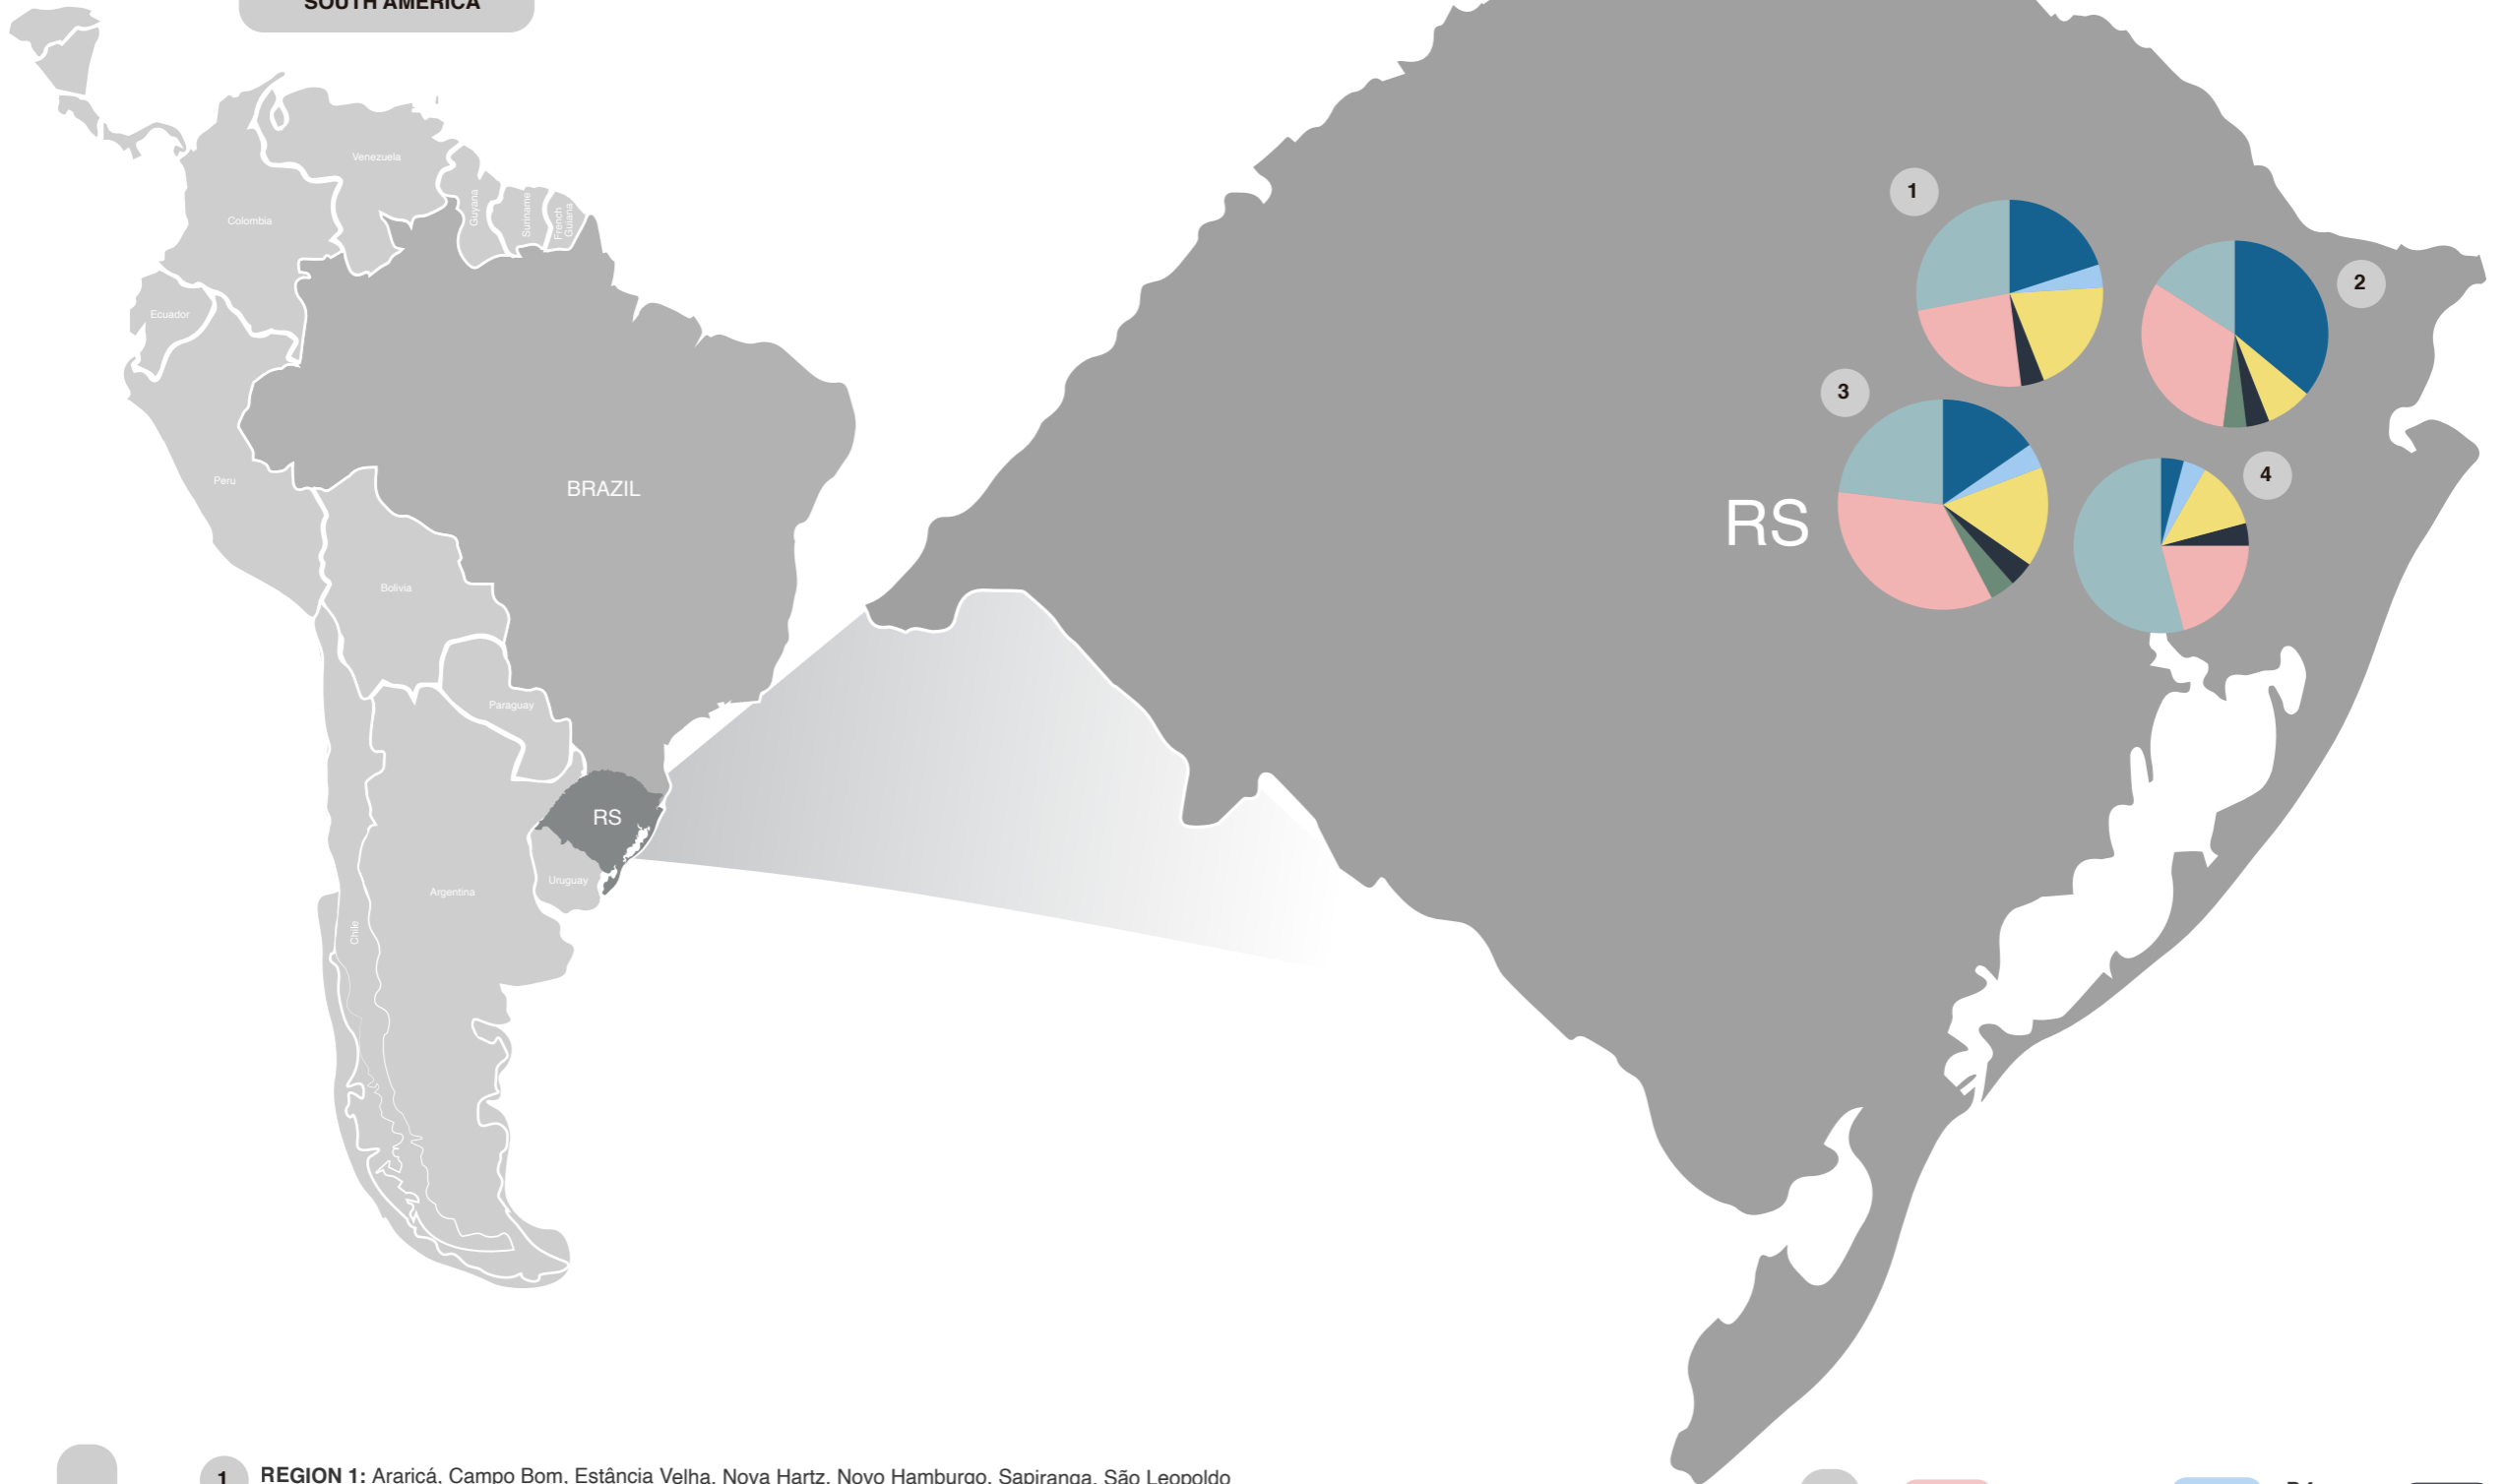 SOUTH AMERICA
Venezuela
Guyana
Suriname
French
Guiana
Colombia
Ecuador
Peru
BRAZIL
Bolivia
Paraguay
RS
Uruguay
Argentina
Chile
1
2
3
4
RS
1 REGION 1: Araricá, Campo Bom, Estância Velha, Nova Hartz, Novo Hamburgo, Sapiranga, São Leopoldo